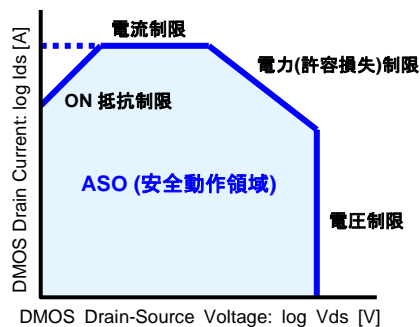 電流制限
電力(許容損失)制限
ON 抵抗制限
ASO (安全動作領域)
電圧制限
DMOS Drain Current: log Ids [A]
DMOS Drain-Source Voltage: log Vds [V]